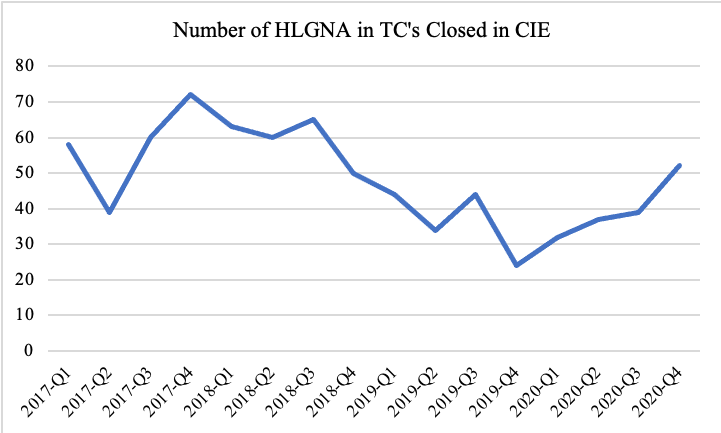 Number of HLGNA in TC's Closed in CIE
80
70
60
50
40
30
20
10
0
2017-Q1
2017-Q2
2017-Q3
2017-Q4
2018-Q1
2018-Q2
2018-Q3
2018-Q4
2019-Q1
2019-Q2
2019-Q3
2019-Q4
2020-Q1
2020-Q2
2020-Q3
2020-Q4